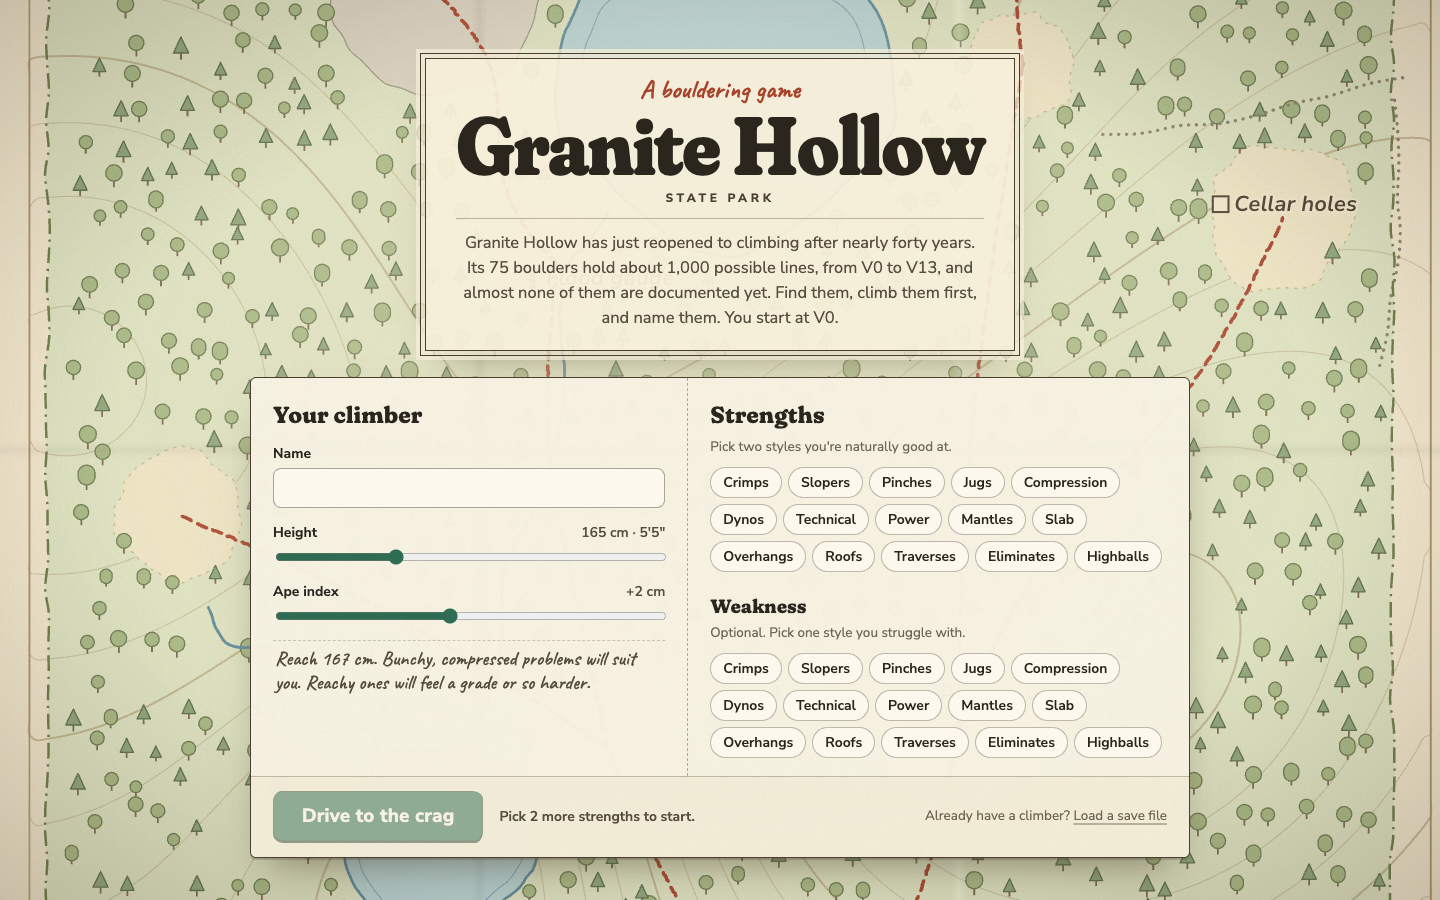 A bouldering game
Granite Hollow
STATE PARK
Granite Hollow has just reopened to climbing after nearly forty years.
Its 75 boulders hold about 1,000 possible lines, from V0 to V13, and
almost none of them are documented yet. Find them, climb them first,
and name them. You start at V0.
Cellar holes
Your climber
Name
Height 165 cm · 5'5"
Ape index +2 cm
Reach 167 cm. Bunchy, compressed problems will suit
you. Reachy ones will feel a grade or so harder.
Strengths
Pick two styles you're naturally good at.
Crimps Slopers Pinches Jugs Compression
Dynos Technical Power Mantles Slab
Overhangs Roofs Traverses Eliminates Highballs
Weakness
Optional. Pick one style you struggle with.
Crimps Slopers Pinches Jugs Compression
Dynos Technical Power Mantles Slab
Overhangs Roofs Traverses Eliminates Highballs
Drive to the crag Pick 2 more strengths to start. Already have a climber? Load a save file